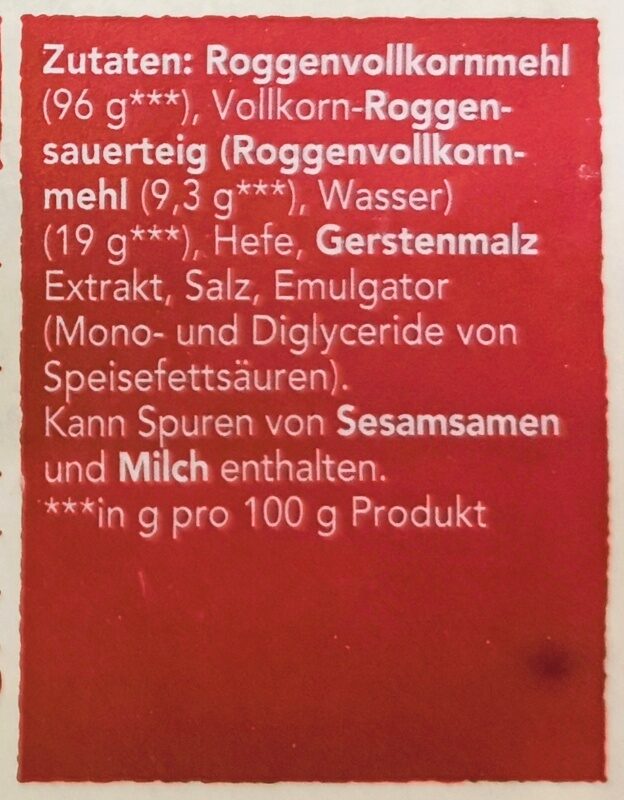 Zutaten: Roggenvollkornmehl
(96 g***), Vollkorn-Roggen-
sauerteig (Roggenvollkorn-
mehl (9,3 g***), Wasser)
(19 g***), Hefe, Gerstenmalz
Extrakt, Salz, Emulgator
(Mono- und Diglyceride von
Speisefettsäuren).
Kann Spuren von Sesamsamen
und Milch enthalten.
***in g pro 100 g Produkt